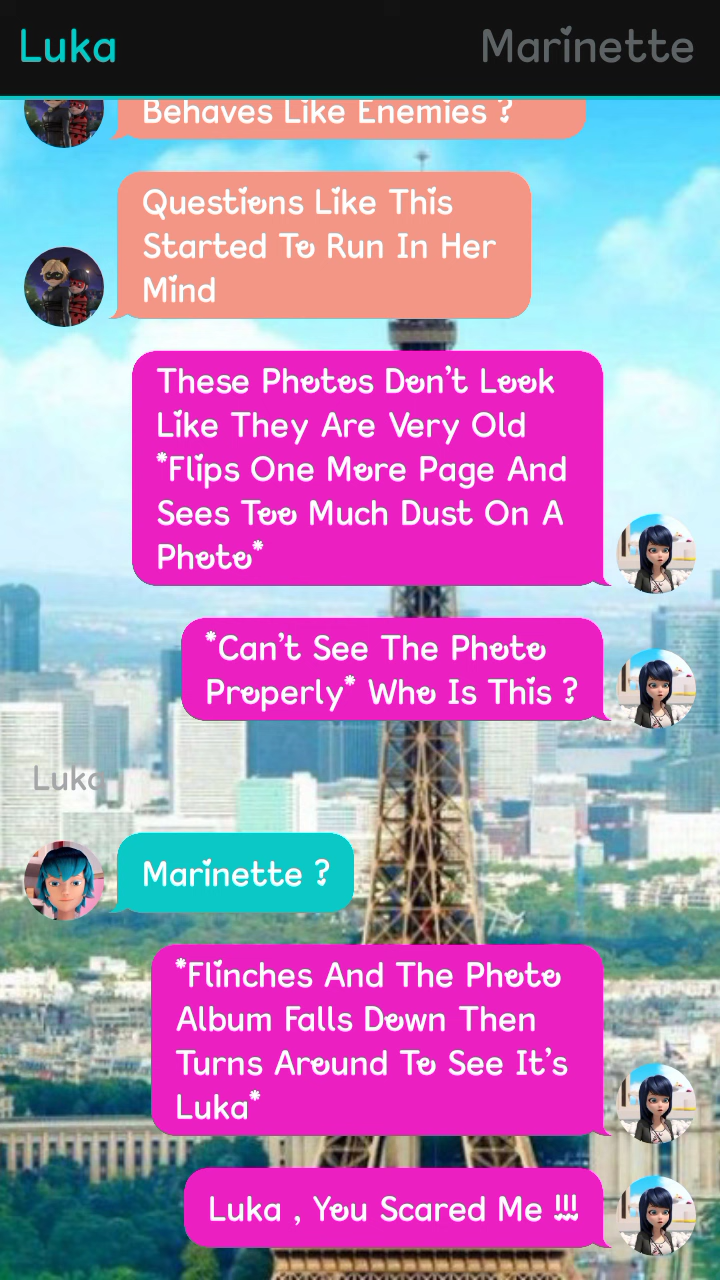 Luka Marinette
Behaves Like Enemies ?
Questions Like This
Started To Run In Her
Mind
These Photos Don't Look
Like They Are Very Old
*Flips One More Page And
Sees Too Much Dust On A
Photo*
*Can't See The Photo
Properly* Who Is This ?
Luka
Marinette ?
*Flinches And The Photo
Album Falls Down Then
Turns Around To See It's
Luka*
Luka , You Scared Me !!!